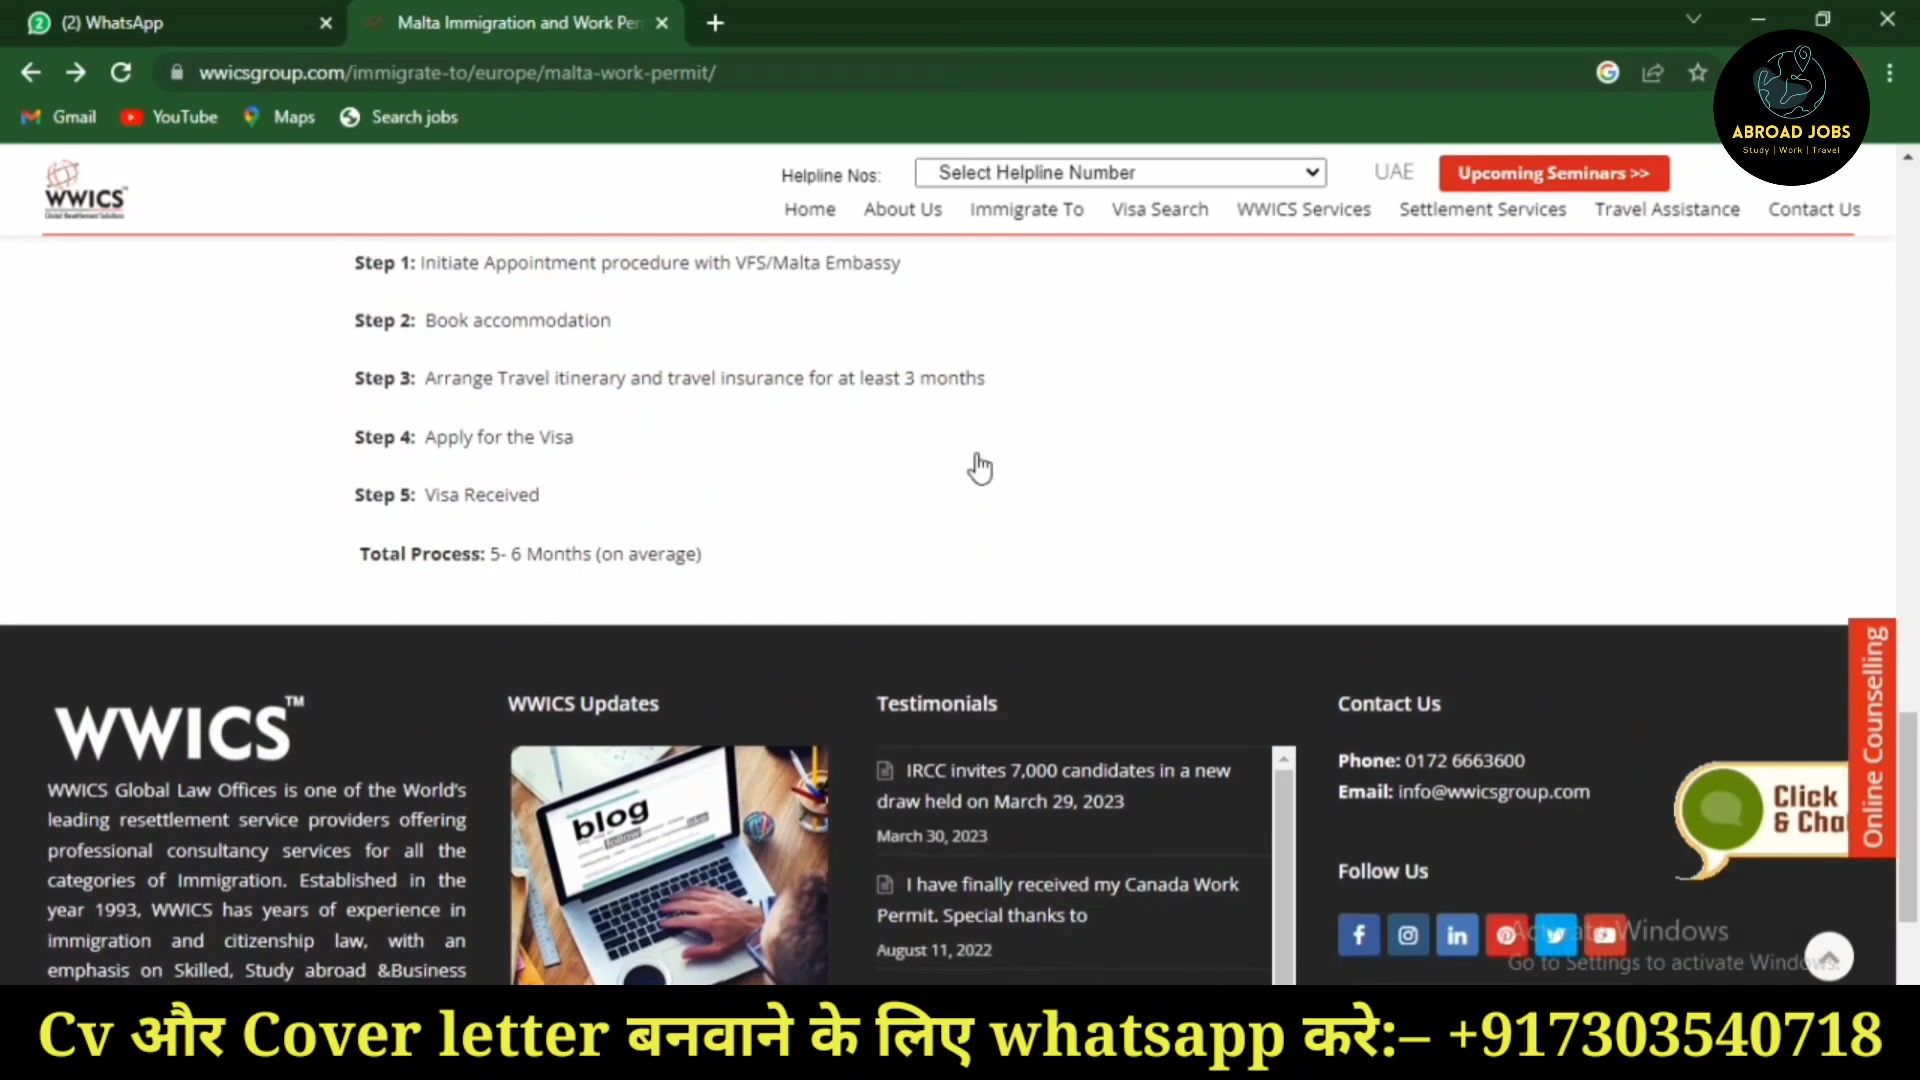 (2) WhatsApp
Malta Immigration and Work Per
wwicsgroup.com/immigrate-to/europe/malta-work-permit/
Gmail
YouTube
Maps
Search jobs
ABROAD JOBS
Study | Work | Travel
WWICS
Helpline Nos:
Select Helpline Number
UAE
Upcoming Seminars >>
Home
About Us
Immigrate To
Visa Search
WWICS Services
Settlement Services
Travel Assistance
Contact Us
Step 1: Initiate Appointment procedure with VFS/Malta Embassy
Step 2: Book accommodation
Step 3: Arrange Travel itinerary and travel insurance for at least 3 months
Step 4: Apply for the Visa
Step 5: Visa Received
Total Process: 5- 6 Months (on average)
WWICS™
WWICS Global Law Offices is one of the World's
leading resettlement service providers offering
professional consultancy services for all the
categories of Immigration. Established in the
year 1993, WWICS has years of experience in
immigration and citizenship law, with an
emphasis on Skilled, Study abroad &Business
WWICS Updates
blog
Testimonials
IRCC invites 7,000 candidates in a new
draw held on March 29, 2023
March 30, 2023
I have finally received my Canada Work
Permit. Special thanks to
August 11, 2022
Contact Us
Phone: 0172 6663600
Email: info@wwicsgroup.com
Follow Us
Click
& Cha
Online Counselling
Activate Windows
Go to Settings to activate Windows.
Cv और Cover letter बनवाने के लिए whatsapp करे:– +917303540718